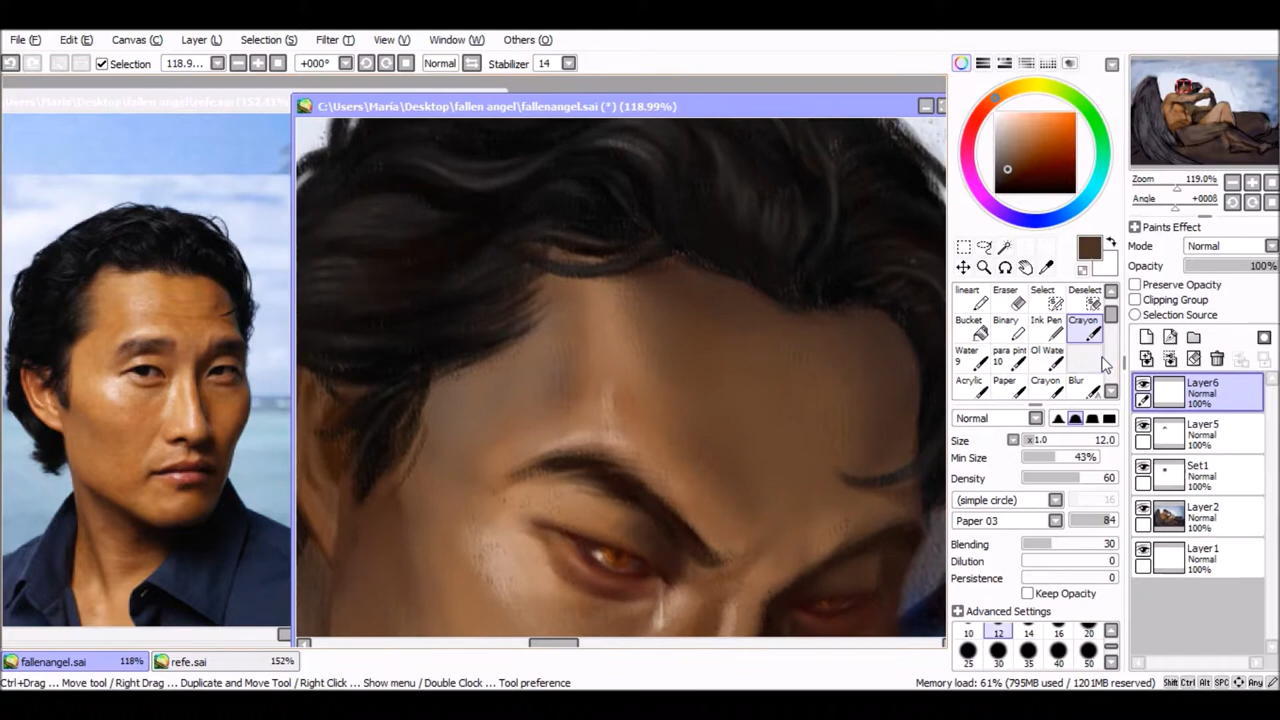 File (F) Edit (E) Canvas (C) Layer (L) Selection (S) Filter (T) View (V) Window (W) Others (O)
Selection 118.9... +000° Normal Stabilizer 14
C:\Users\María\Desktop\fallen angel\fallenangel.sai (*) (118.99%)
Zoom 119.0%
Angle
Paints Effect
Mode Normal
Opacity 100%
Preserve Opacity
Clipping Group
Selection Source
lineart Eraser Select Deselect
Bucket Binary Ink Pen Crayon
Water 9 para pint 10 Ol Wate
Acrylic Paper Crayon Blur
Normal
Size x1.0 12.0
Min Size 43%
Density 60
(simple circle) 16
Paper 03 84
Blending 30
Dilution 0
Persistence 0
Keep Opacity
Advanced Settings
10 12 14 16 20
25 30 35 40 50
Layer6
Normal
100%
Layer5
Normal
100%
Set1
Normal
100%
Layer2
Normal
100%
Layer1
Normal
100%
fallenangel.sai 118% refe.sai 152%
Ctrl+Drag ... Move tool / Right Drag ... Duplicate and Move Tool / Right Click ... Show menu / Double Clock ... Tool preference
Memory load: 61% (795MB used / 1201MB reserved) Shift Ctrl Alt SPC Any